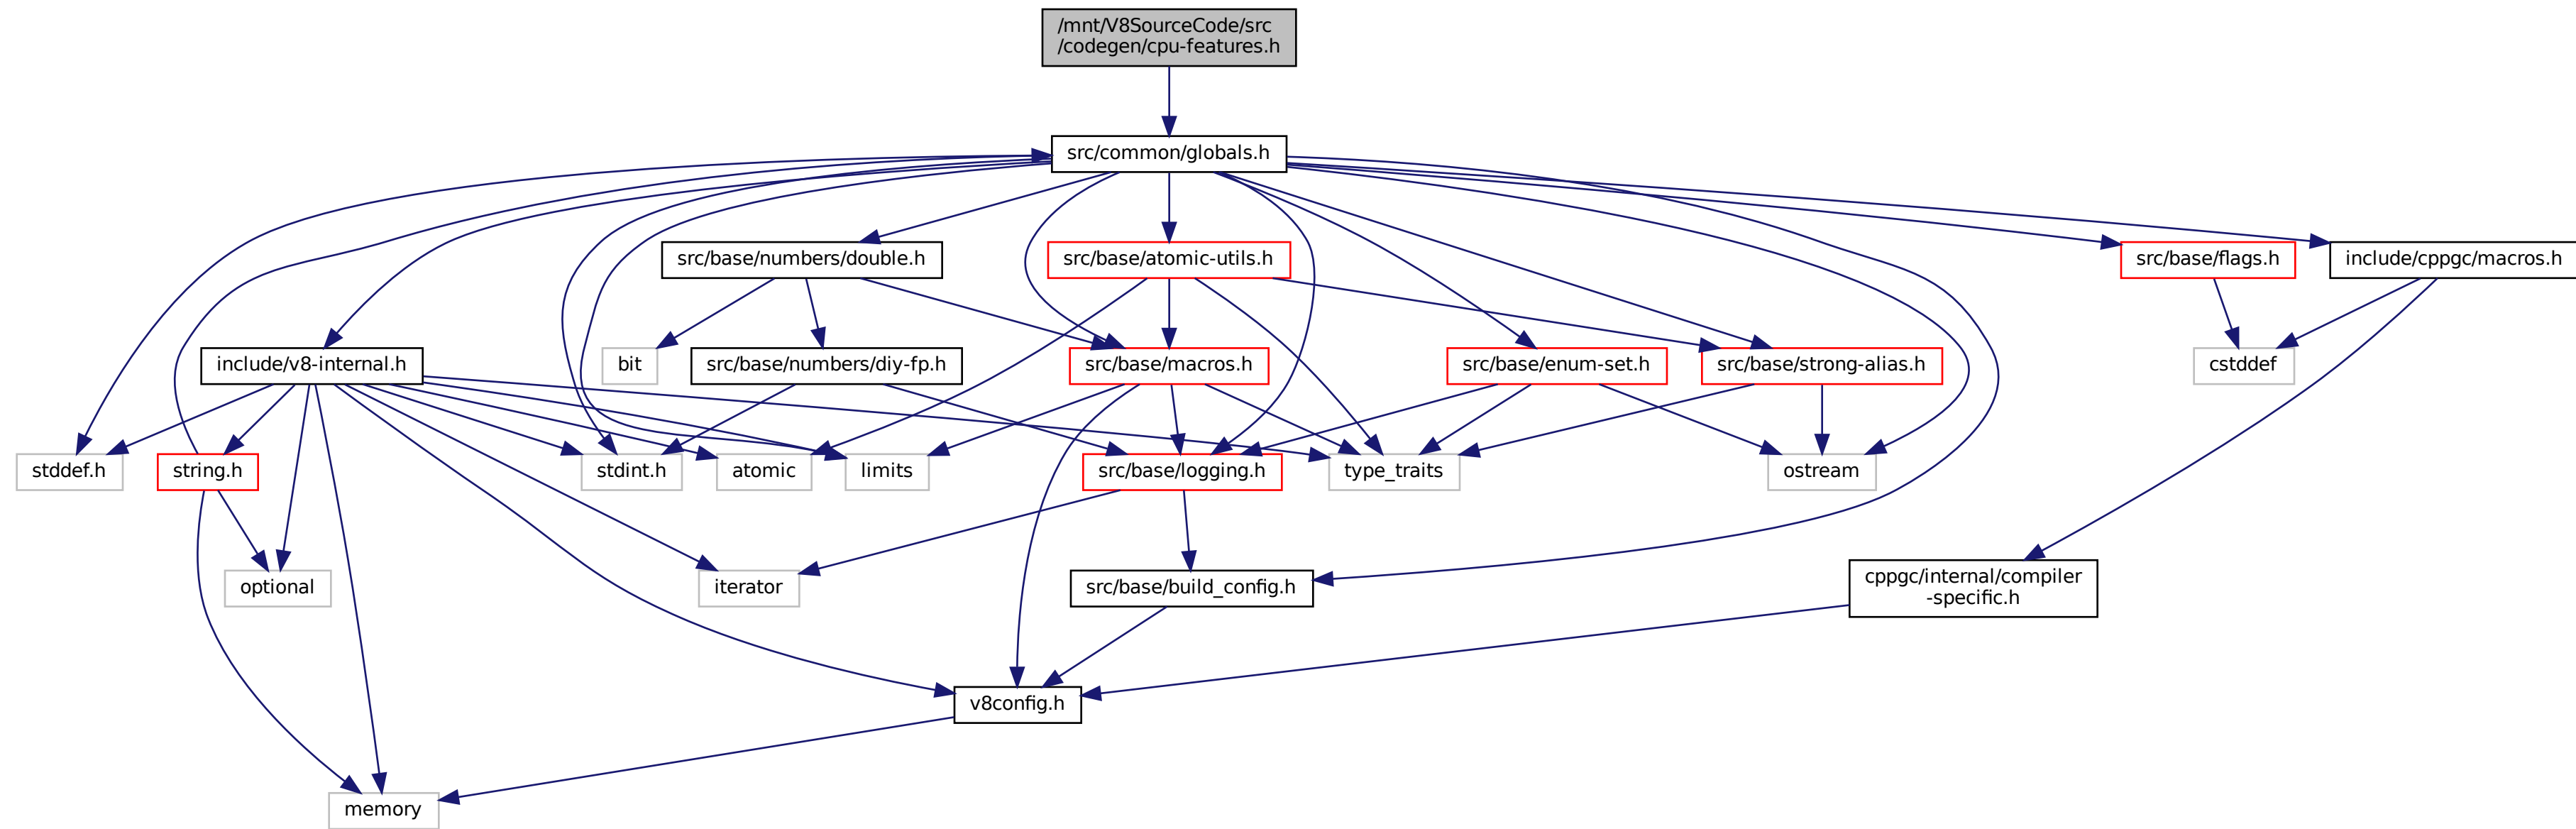 /mnt/V8SourceCode/src
/codegen/cpu-features.h
src/common/globals.h
src/base/numbers/double.h
src/base/atomic-utils.h
src/base/flags.h
include/cppgc/macros.h
include/v8-internal.h
bit
src/base/numbers/diy-fp.h
src/base/macros.h
src/base/enum-set.h
src/base/strong-alias.h
cstddef
stddef.h
string.h
stdint.h
atomic
limits
src/base/logging.h
type_traits
ostream
optional
iterator
src/base/build_config.h
cppgc/internal/compiler
-specific.h
v8config.h
memory